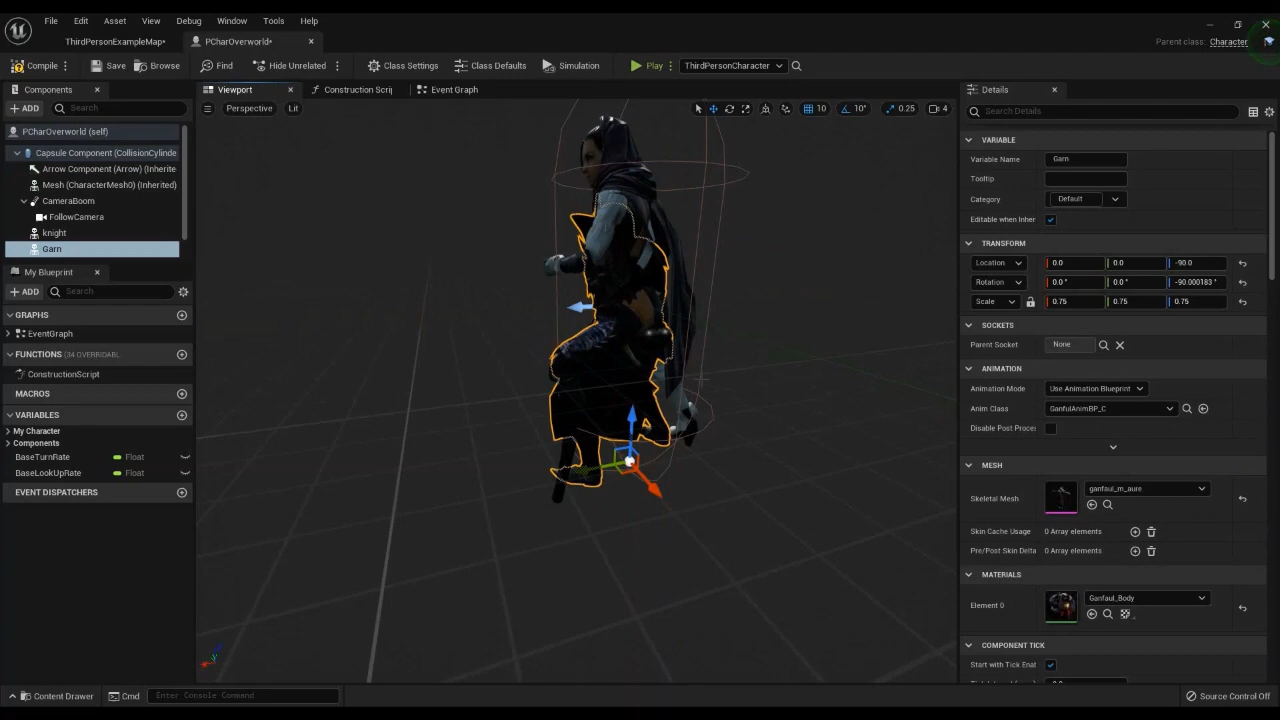 File Edit Asset View Debug Window Tools Help
ThirdPersonExampleMap* PCharOverworld* Parent class: Character
Compile Save Browse Find Hide Unrelated Class Settings Class Defaults Simulation Play ThirdPersonCharacter
Components
ADD Search
PCharOverworld (self)
Capsule Component (CollisionCylinde
Arrow Component (Arrow) (Inherite
Mesh (CharacterMesh0) (Inherited)
CameraBoom
FollowCamera
knight
Garn
My Blueprint
ADD Search
GRAPHS
EventGraph
FUNCTIONS (34 OVERRIDABL
ConstructionScript
MACROS
VARIABLES
My Character
Components
BaseTurnRate Float
BaseLookUpRate Float
EVENT DISPATCHERS
Viewport Construction Scrip Event Graph
Perspective Lit 10 10° 0.25 4
Details
Search Details
VARIABLE
Variable Name Garn
Tooltip
Category Default
Editable when Inher
TRANSFORM
Location 0.0 0.0 -90.0
Rotation 0.0 ° 0.0 ° -90.000183 °
Scale 0.75 0.75 0.75
SOCKETS
Parent Socket None
ANIMATION
Animation Mode Use Animation Blueprint
Anim Class GanfulAnimBP_C
Disable Post Proce
MESH
Skeletal Mesh ganfaul_m_aure
Skin Cache Usage 0 Array elements
Pre/Post Skin Delta 0 Array elements
MATERIALS
Element 0 Ganfaul_Body
COMPONENT TICK
Start with Tick Enat
Content Drawer Cmd Enter Console Command Source Control Off